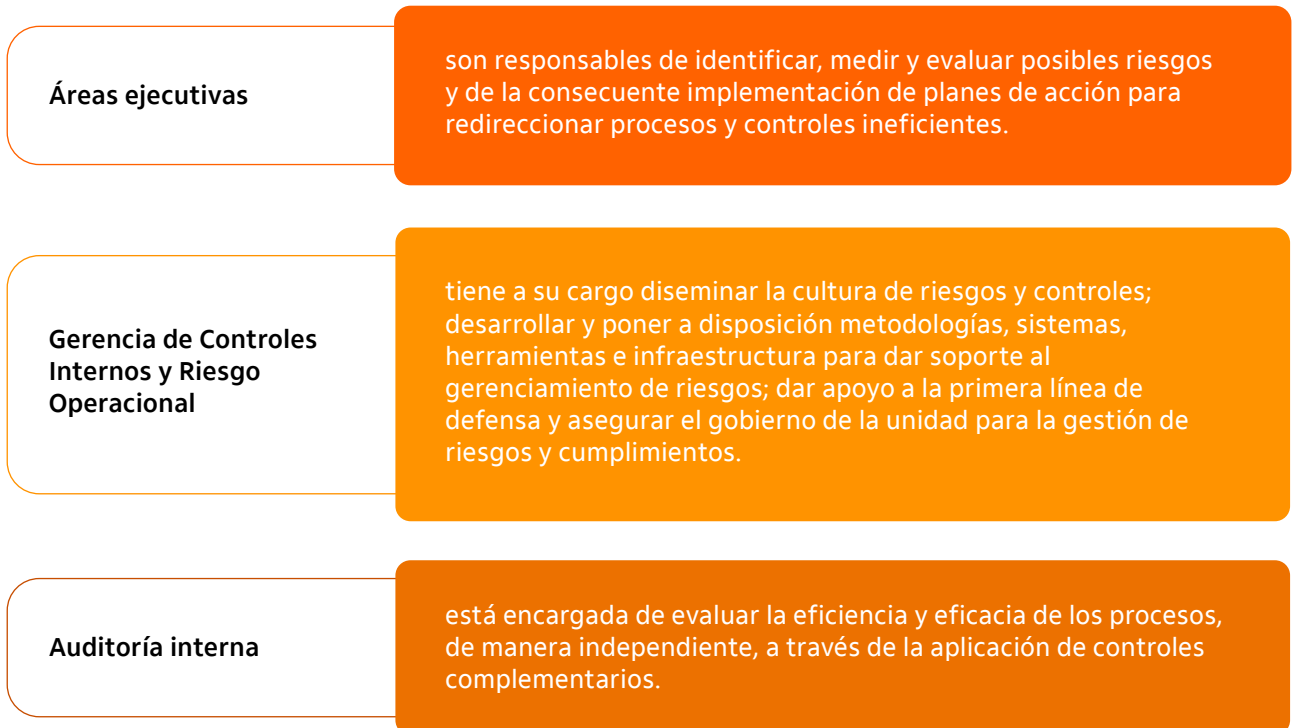 Áreas ejecutivas
son responsables de identificar, medir y evaluar posibles riesgos
y de la consecuente implementación de planes de acción para
redireccionar procesos y controles ineficientes.
Gerencia de Controles
Internos y Riesgo
Operacional
tiene a su cargo diseminar la cultura de riesgos y controles;
desarrollar y poner a disposición metodologías, sistemas,
herramientas e infraestructura para dar soporte al
gerenciamiento de riesgos; dar apoyo a la primera línea de
defensa y asegurar el gobierno de la unidad para la gestión de
riesgos y cumplimientos.
Auditoría interna
está encargada de evaluar la eficiencia y eficacia de los procesos,
de manera independiente, a través de la aplicación de controles
complementarios.